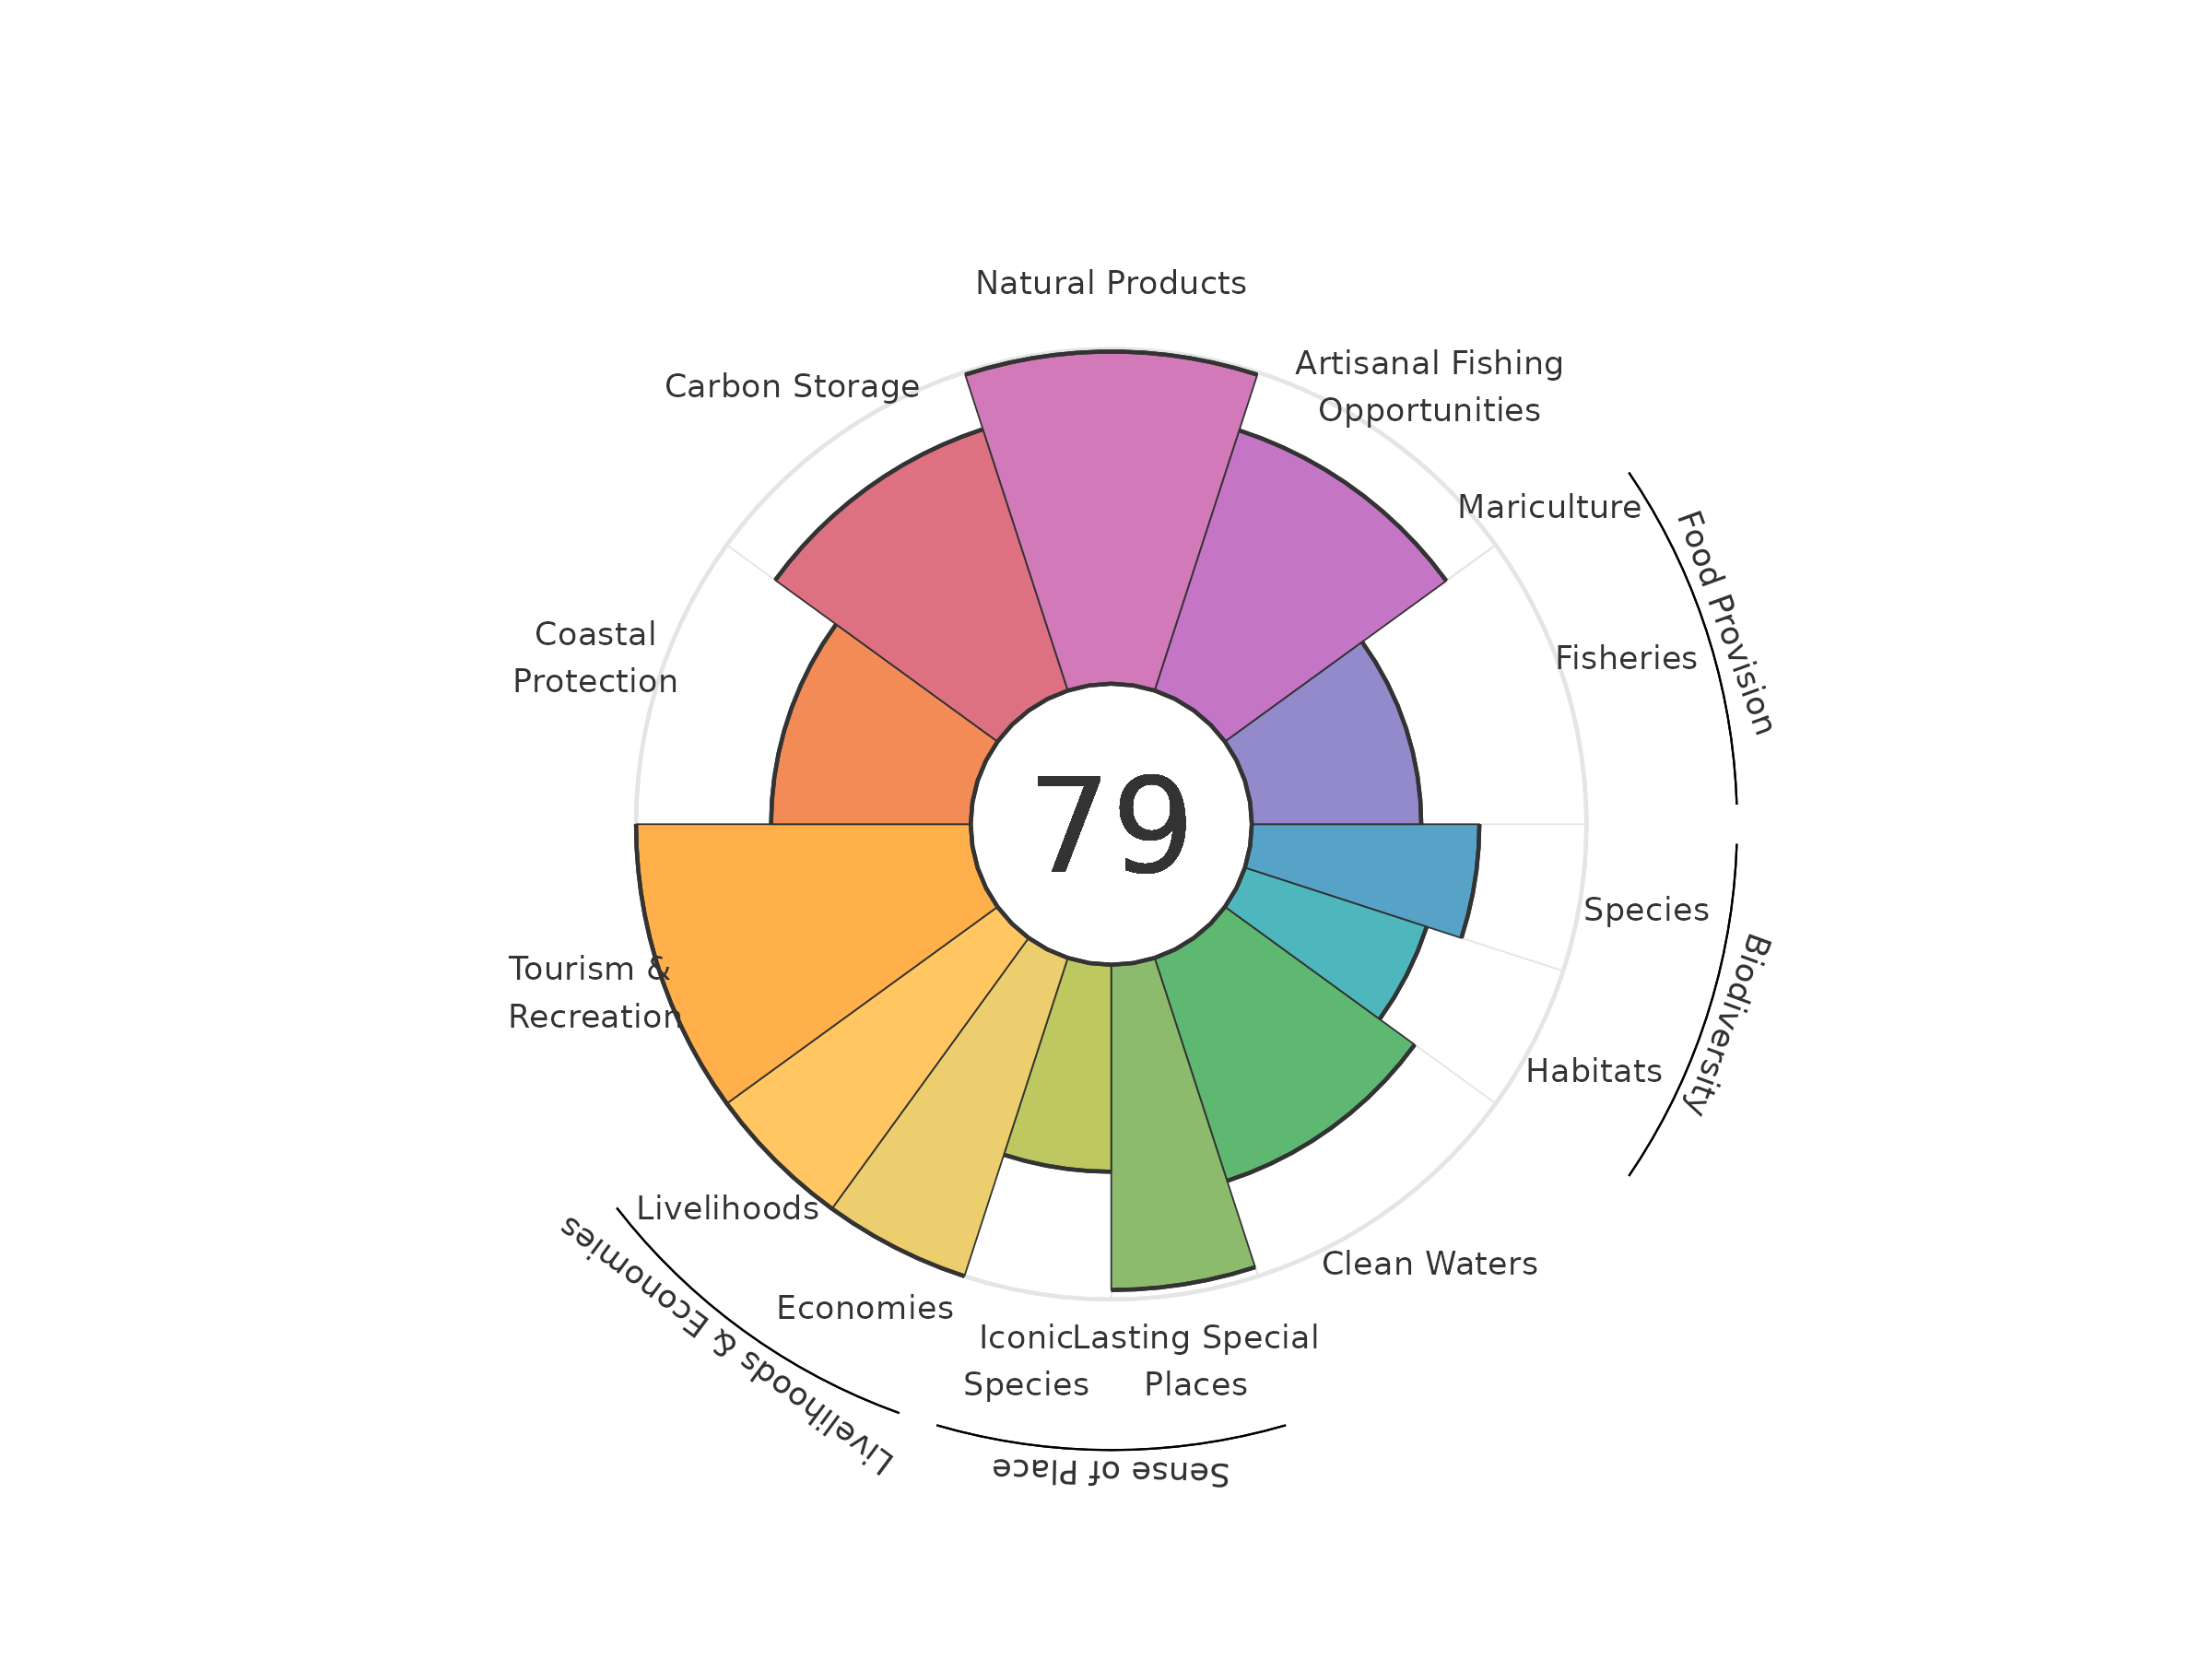 Natural Products
Artisanal Fishing
Opportunities
Carbon Storage
Mariculture
Food Provision
Fisheries
Coastal
Protection
79
Species
Biodiversity
Tourism &
Recreation
Habitats
Livelihoods
Clean Waters
Livelihoods & Economies
Economies
Iconic
Species
Lasting Special
Places
Sense of Place